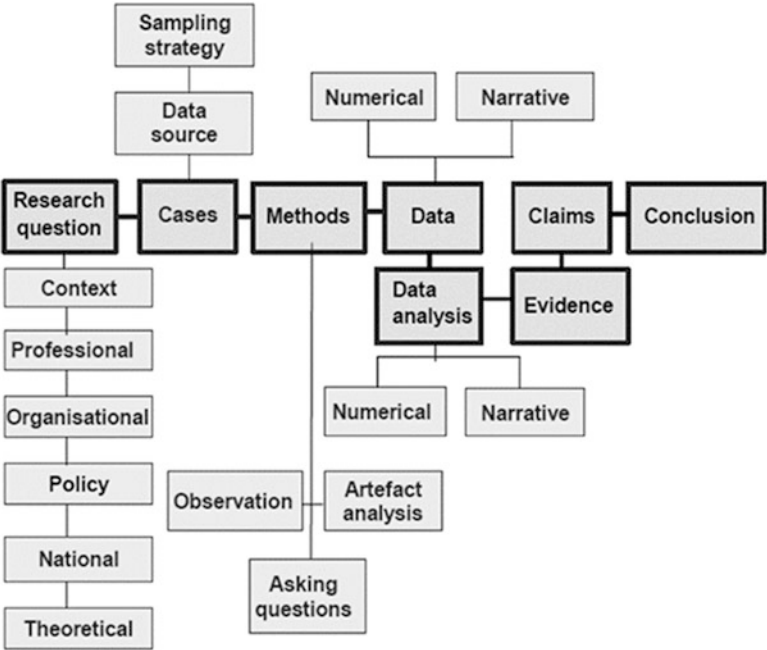 Sampling
strategy
Data
source
Numerical
Narrative
Research
question
Cases
Methods
Data
Claims
Conclusion
Context
Data
analysis
Evidence
Professional
Organisational
Numerical
Narrative
Policy
Observation
Artefact
analysis
National
Asking
questions
Theoretical